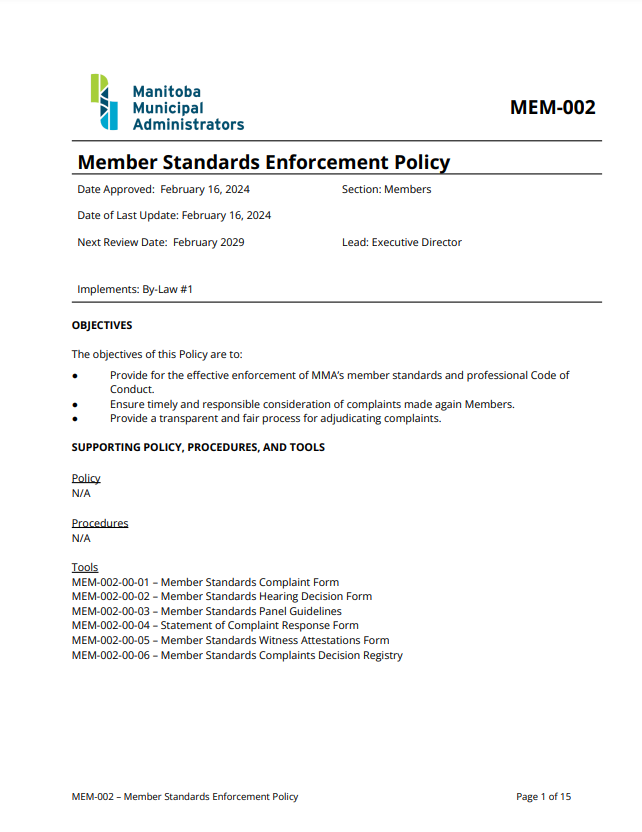 Manitoba
Municipal
Administrators
MEM-002
Member Standards Enforcement Policy
Date Approved: February 16, 2024 Section: Members
Date of Last Update: February 16, 2024
Next Review Date: February 2029 Lead: Executive Director
Implements: By-Law #1
OBJECTIVES
The objectives of this Policy are to:
● Provide for the effective enforcement of MMA’s member standards and professional Code of
Conduct.
● Ensure timely and responsible consideration of complaints made again Members.
● Provide a transparent and fair process for adjudicating complaints.
SUPPORTING POLICY, PROCEDURES, AND TOOLS
Policy
N/A
Procedures
N/A
Tools
MEM-002-00-01 – Member Standards Complaint Form
MEM-002-00-02 – Member Standards Hearing Decision Form
MEM-002-00-03 – Member Standards Panel Guidelines
MEM-002-00-04 – Statement of Complaint Response Form
MEM-002-00-05 – Member Standards Witness Attestations Form
MEM-002-00-06 – Member Standards Complaints Decision Registry
MEM-002 – Member Standards Enforcement Policy Page 1 of 15